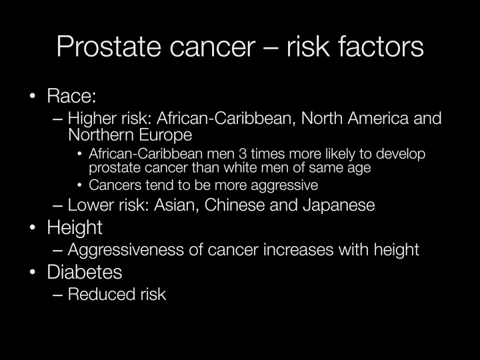 Prostate cancer – risk factors
• Race:
– Higher risk: African-Caribbean, North America and
Northern Europe
• African-Caribbean men 3 times more likely to develop
prostate cancer than white men of same age
• Cancers tend to be more aggressive
– Lower risk: Asian, Chinese and Japanese
• Height
– Aggressiveness of cancer increases with height
• Diabetes
– Reduced risk